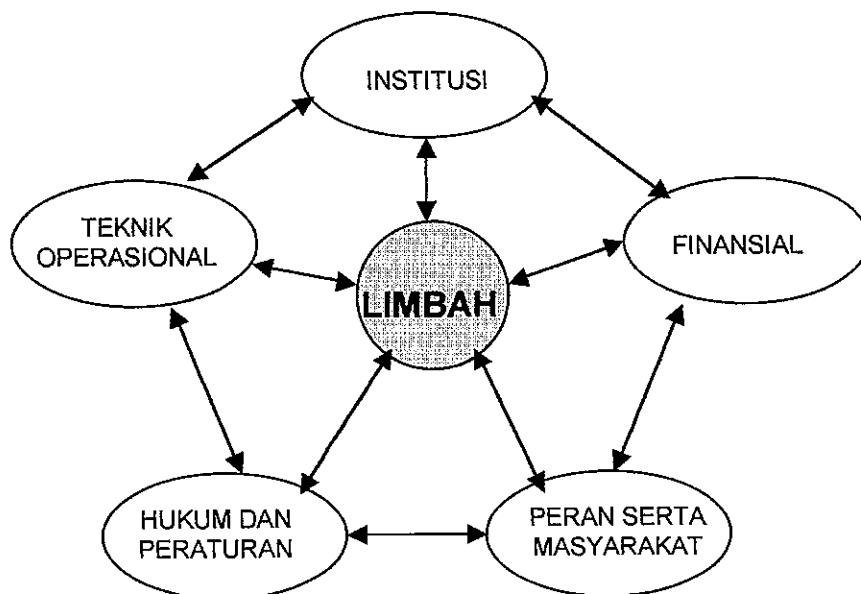 INSTITUSI
TEKNIK
OPERASIONAL
FINANSIAL
LIMBAH
HUKUM DAN
PERATURAN
PERAN SERTA
MASYARAKAT